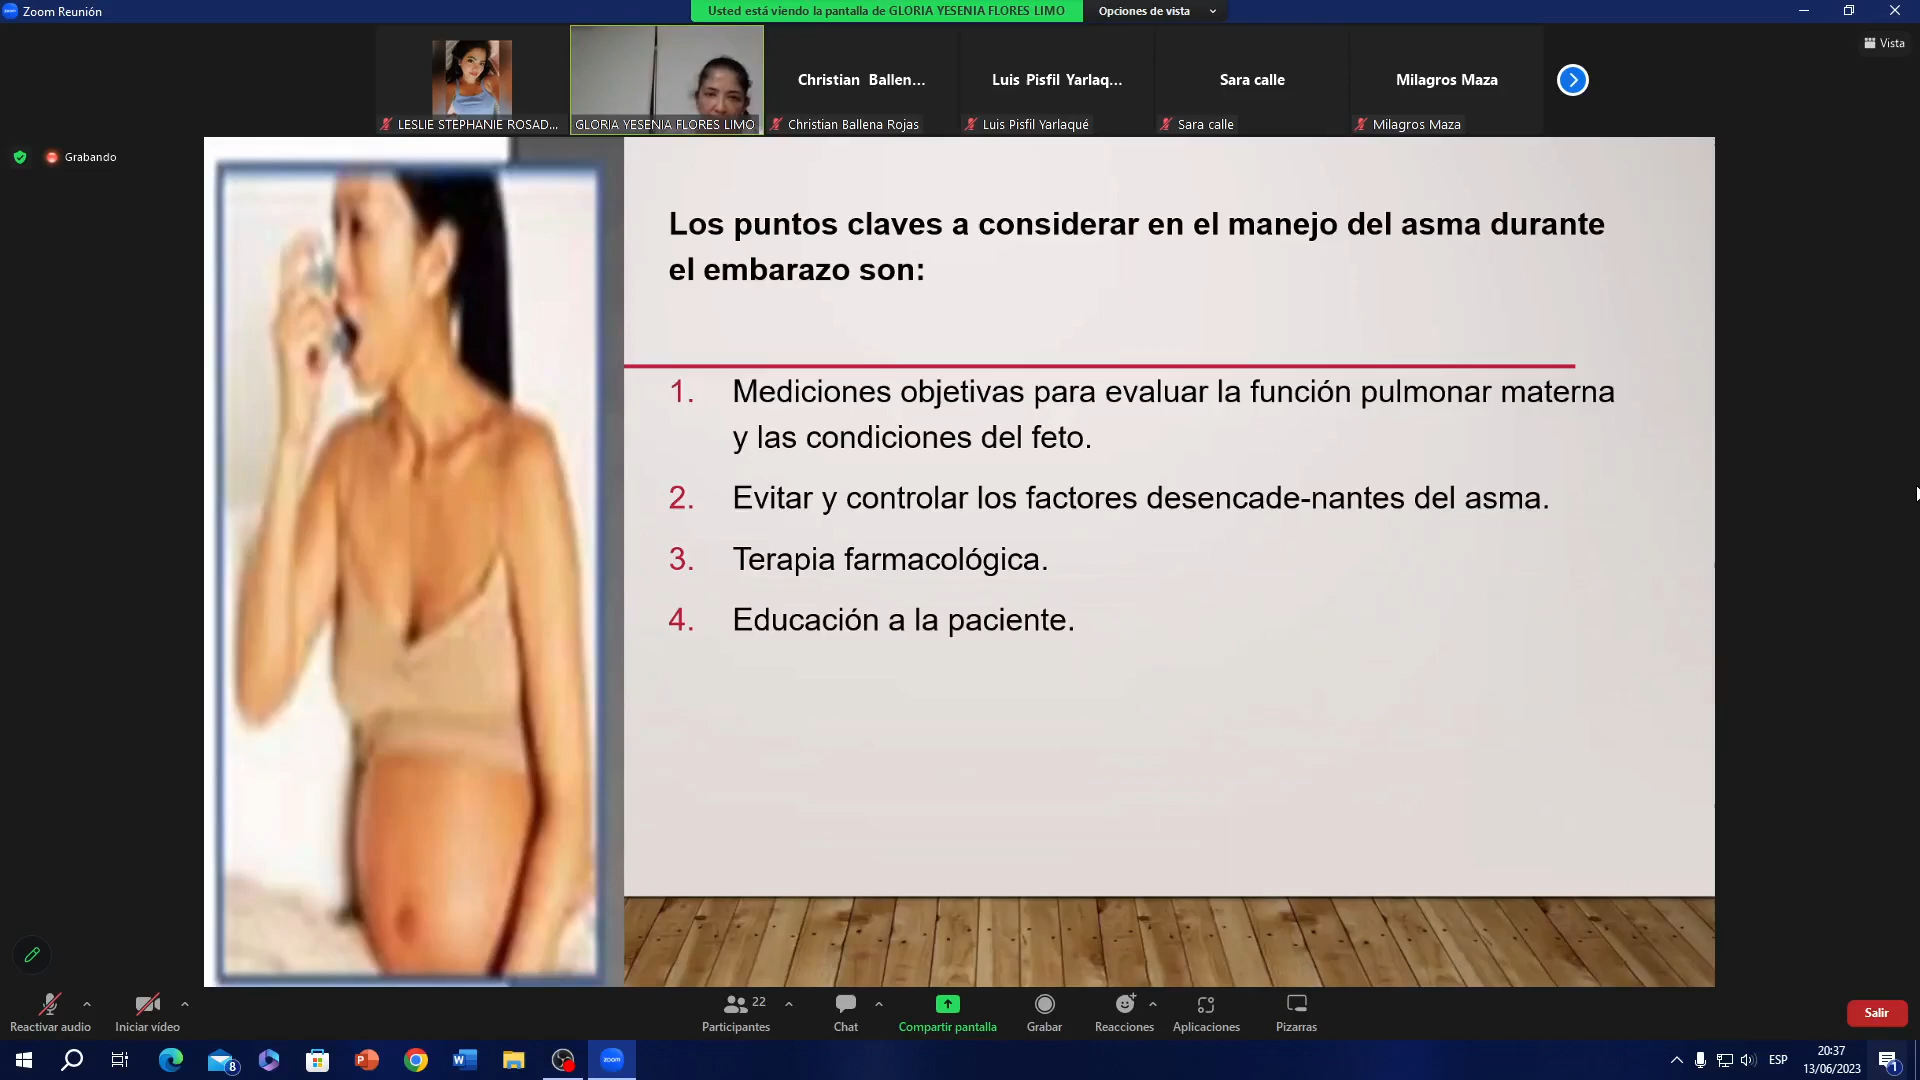 Zoom Reunión
Usted está viendo la pantalla de GLORIA YESENIA FLORES LIMO
Opciones de vista
Vista
Christian Ballen...
Luis Pisfil Yarlaq...
Sara calle
Milagros Maza
LESLIE STEPHANIE ROSAD...
GLORIA YESENIA FLORES LIMO
Christian Ballena Rojas
Luis Pisfil Yarlaqué
Sara calle
Milagros Maza
Grabando
Los puntos claves a considerar en el manejo del asma durante
el embarazo son:
1. Mediciones objetivas para evaluar la función pulmonar materna
y las condiciones del feto.
2. Evitar y controlar los factores desencade-nantes del asma.
3. Terapia farmacológica.
4. Educación a la paciente.
Reactivar audio
Iniciar vídeo
22
Participantes
Chat
Compartir pantalla
Grabar
Reacciones
Aplicaciones
Pizarras
Salir
8
zoom
ESP
20:37
13/06/2023
1